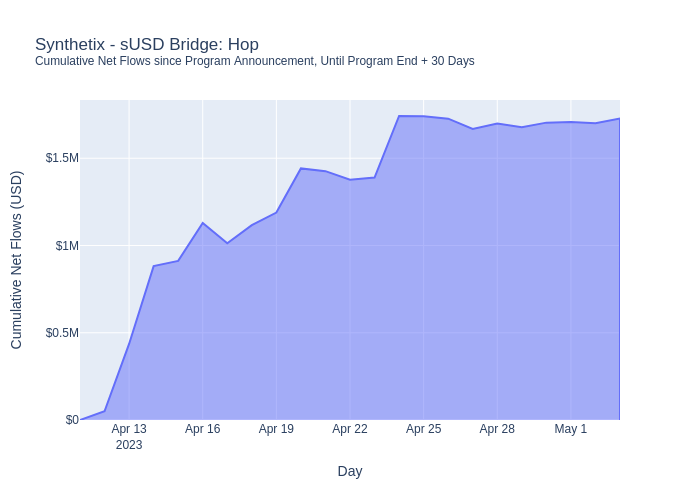 Synthetix - sUSD Bridge: Hop
Cumulative Net Flows since Program Announcement, Until Program End + 30 Days
Cumulative Net Flows (USD)
$1.5M
$1M
$0.5M
$0
Apr 13 Apr 16 Apr 19 Apr 22 Apr 25 Apr 28 May 1
2023
Day